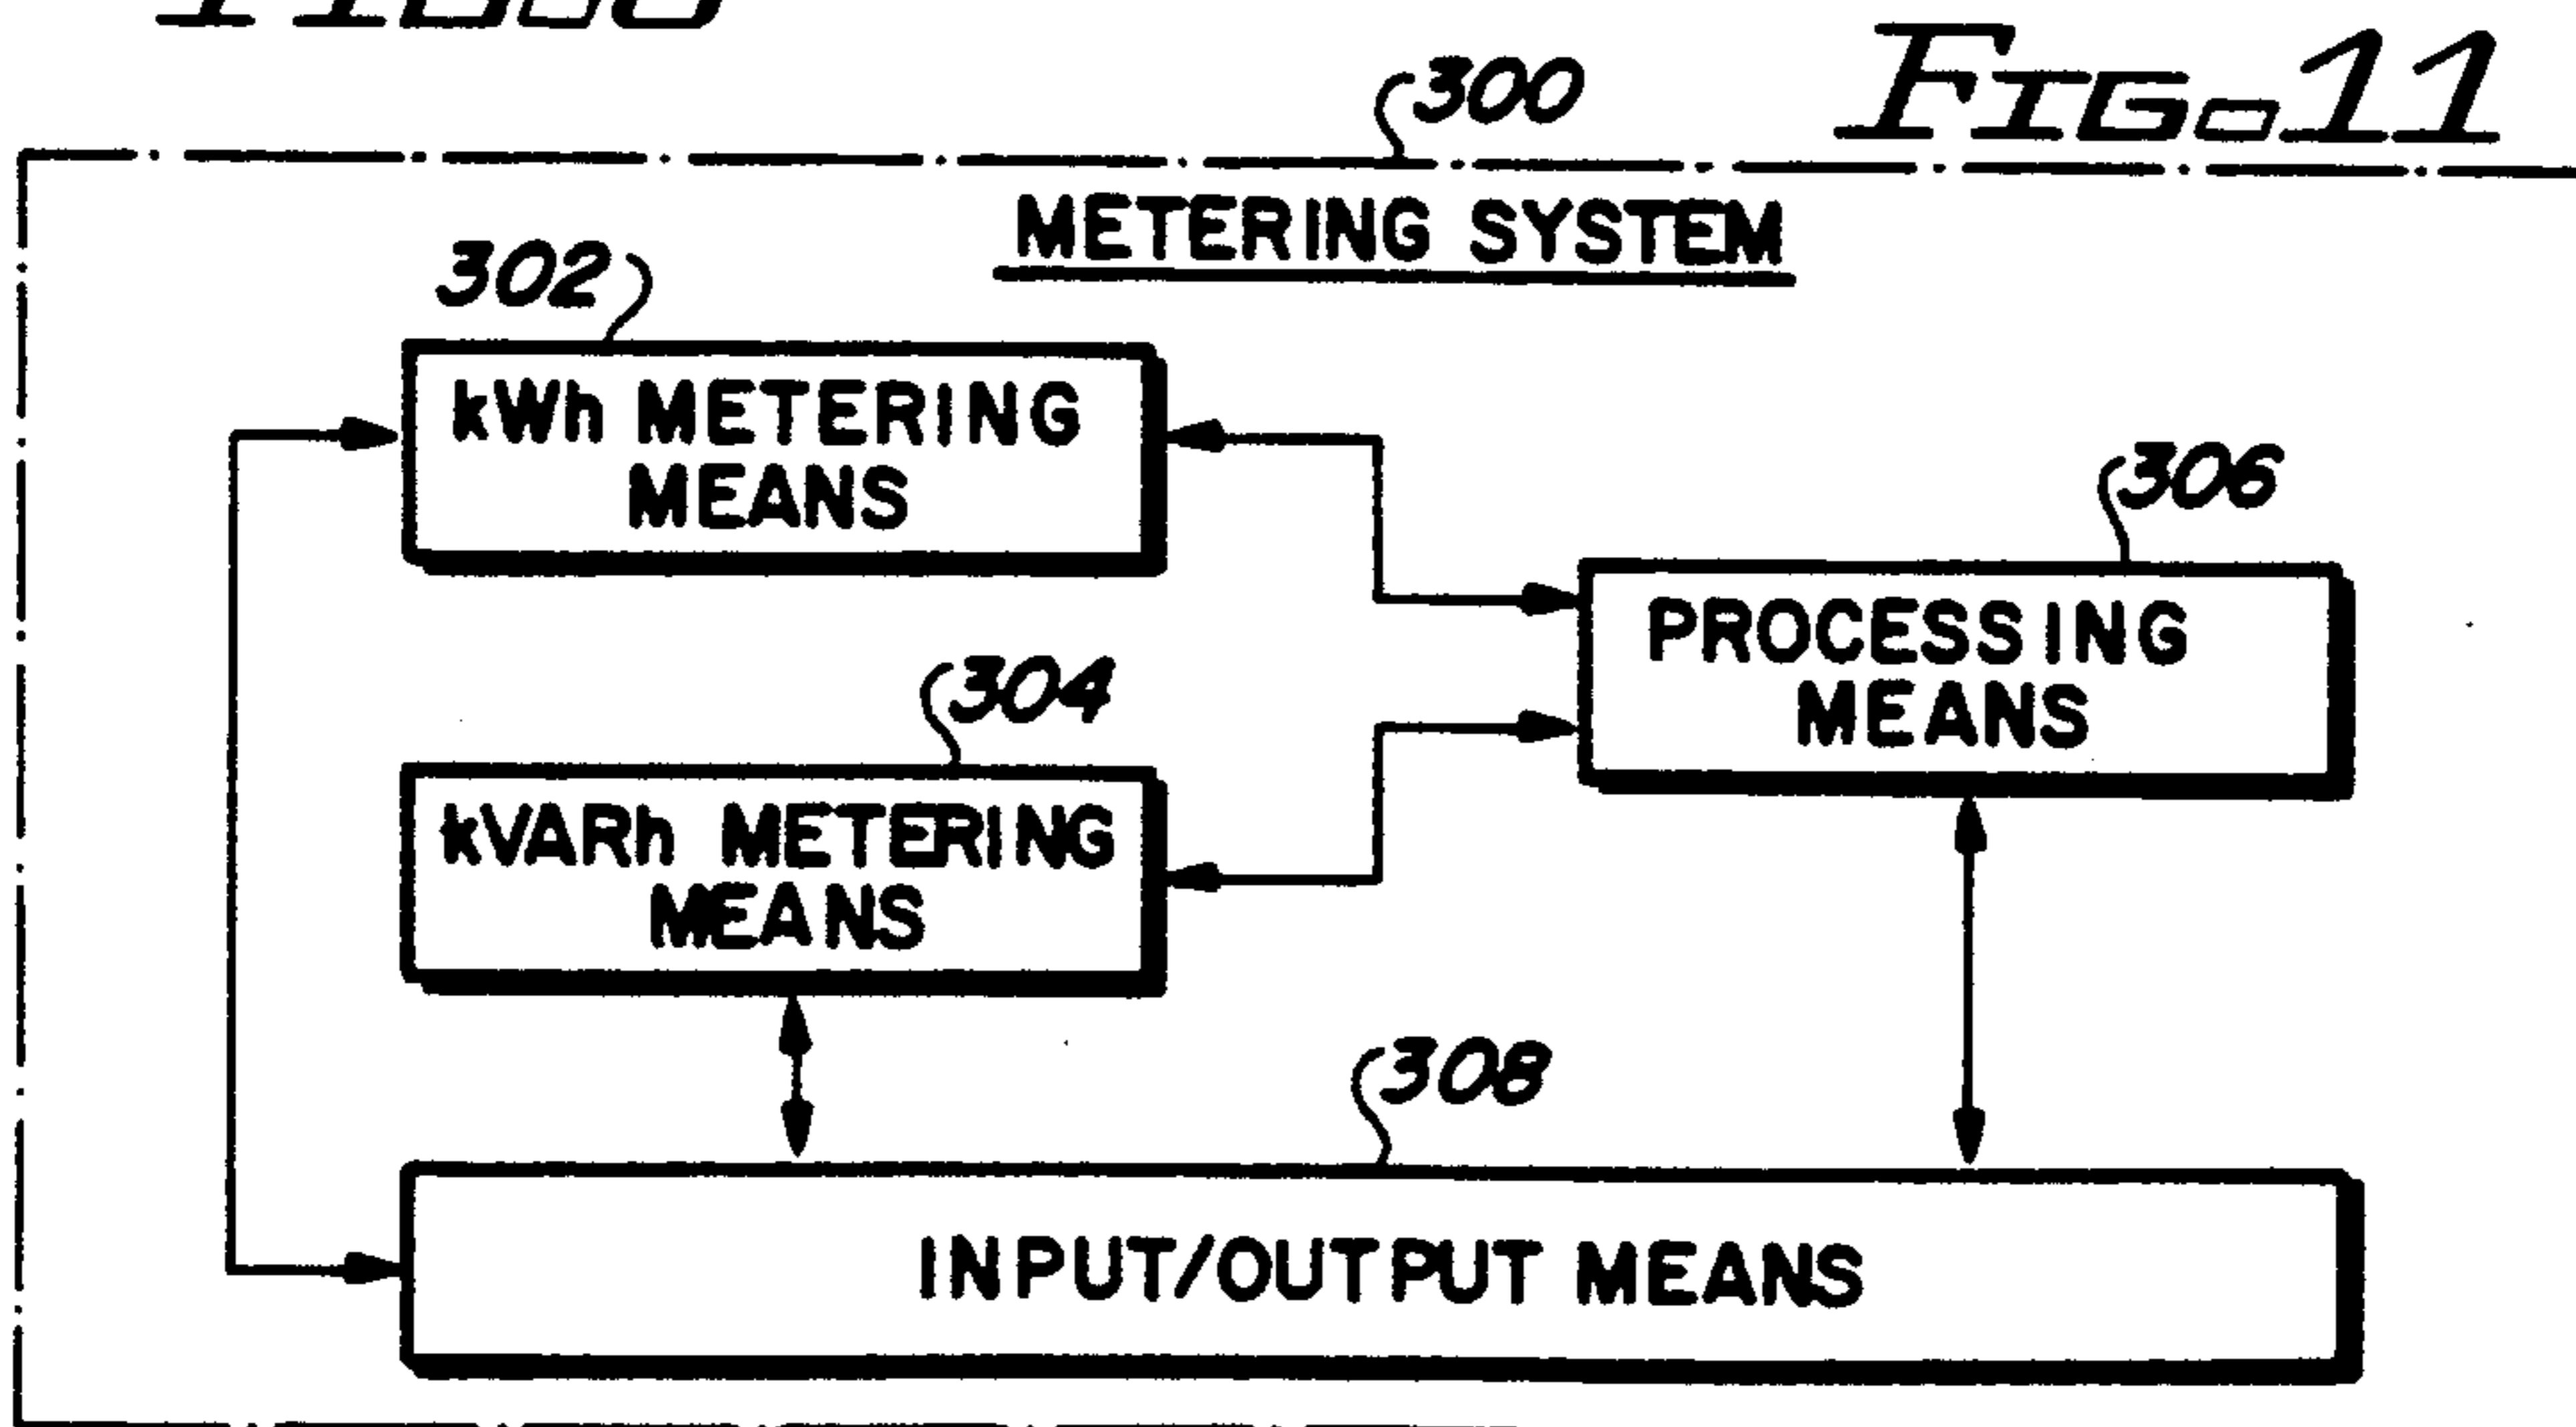 FIG. 11
300
METERING SYSTEM
302
kWh METERING
MEANS
306
PROCESSING
MEANS
304
kVARh METERING
MEANS
308
INPUT/OUTPUT MEANS